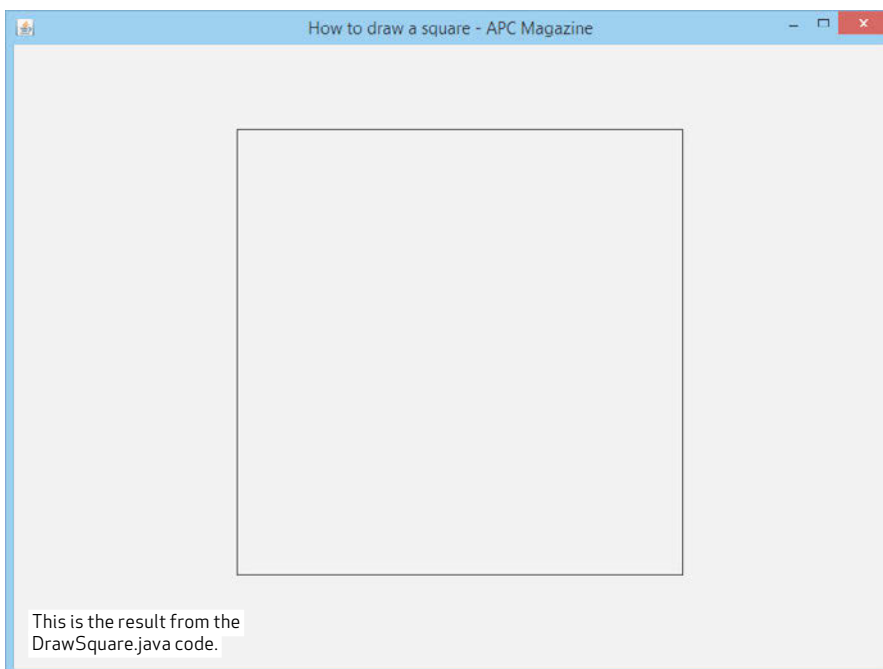 How to draw a square - APC Magazine
This is the result from the
DrawSquare.java code.